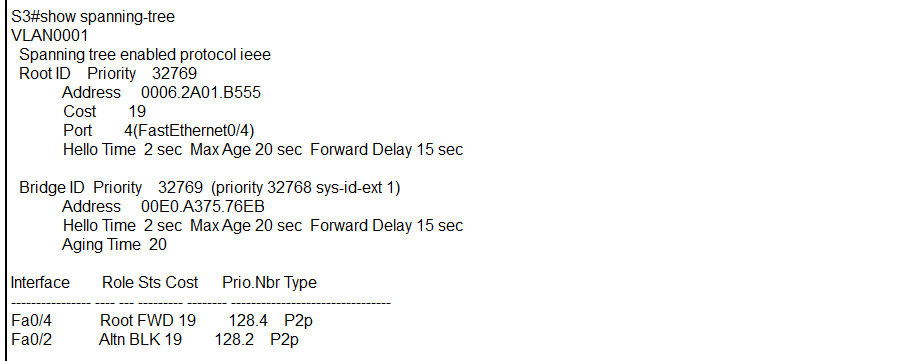 S3#show spanning-tree
VLAN0001
Spanning tree enabled protocol ieee
Root ID Priority 32769
Address 0006.2A01.B555
Cost 19
Port 4(FastEthernet0/4)
Hello Time 2 sec Max Age 20 sec Forward Delay 15 sec
Bridge ID Priority 32769 (priority 32768 sys-id-ext 1)
Address 00E0.A375.76EB
Hello Time 2 sec Max Age 20 sec Forward Delay 15 sec
Aging Time 20
Interface Role Sts Cost Prio.Nbr Type
---------------- ---- --- --------- -------- --------------------------------
Fa0/4 Root FWD 19 128.4 P2p
Fa0/2 Altn BLK 19 128.2 P2p